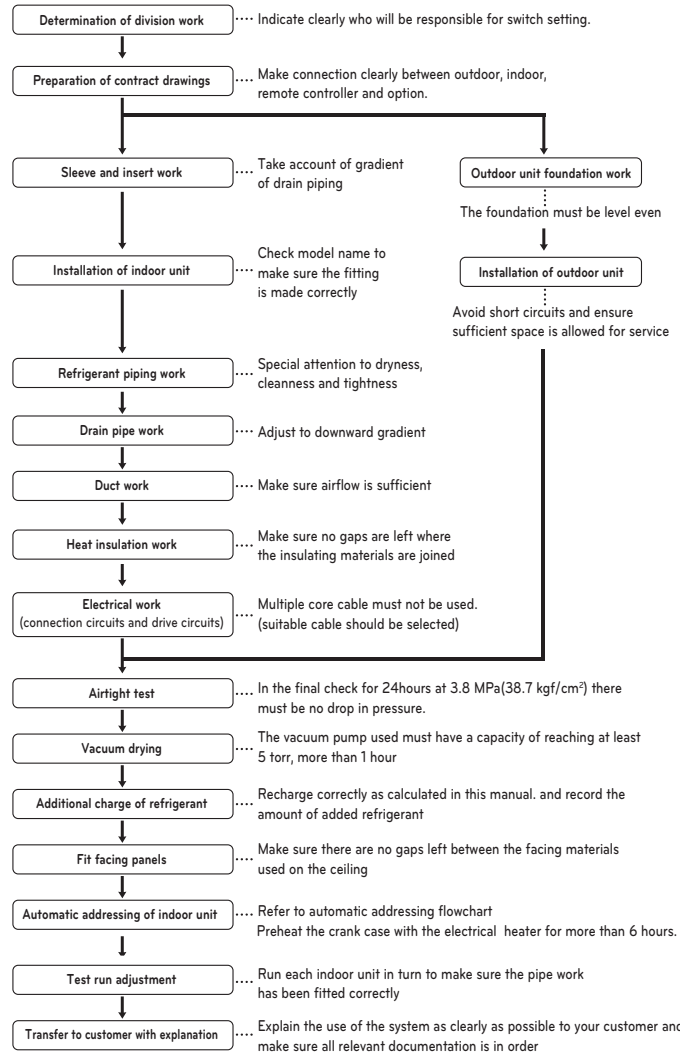 Determination of division work
Indicate clearly who will be responsible for switch setting.
Preparation of contract drawings
Make connection clearly between outdoor, indoor,
remote controller and option.
Sleeve and insert work
Take account of gradient
of drain piping
Outdoor unit foundation work
The foundation must be level even
Installation of indoor unit
Check model name to
make sure the fitting
is made correctly
Installation of outdoor unit
Avoid short circuits and ensure
sufficient space is allowed for service
Refrigerant piping work
Special attention to dryness,
cleanness and tightness
Drain pipe work
Adjust to downward gradient
Duct work
Make sure airflow is sufficient
Heat insulation work
Make sure no gaps are left where
the insulating materials are joined
Electrical work
(connection circuits and drive circuits)
Multiple core cable must not be used.
(suitable cable should be selected)
Airtight test
In the final check for 24hours at 3.8 MPa(38.7 kgf/cm²) there
must be no drop in pressure.
Vacuum drying
The vacuum pump used must have a capacity of reaching at least
5 torr, more than 1 hour
Additional charge of refrigerant
Recharge correctly as calculated in this manual. and record the
amount of added refrigerant
Fit facing panels
Make sure there are no gaps left between the facing materials
used on the ceiling
Automatic addressing of indoor unit
Refer to automatic addressing flowchart
Preheat the crank case with the electrical heater for more than 6 hours.
Test run adjustment
Run each indoor unit in turn to make sure the pipe work
has been fitted correctly
Transfer to customer with explanation
Explain the use of the system as clearly as possible to your customer and
make sure all relevant documentation is in order